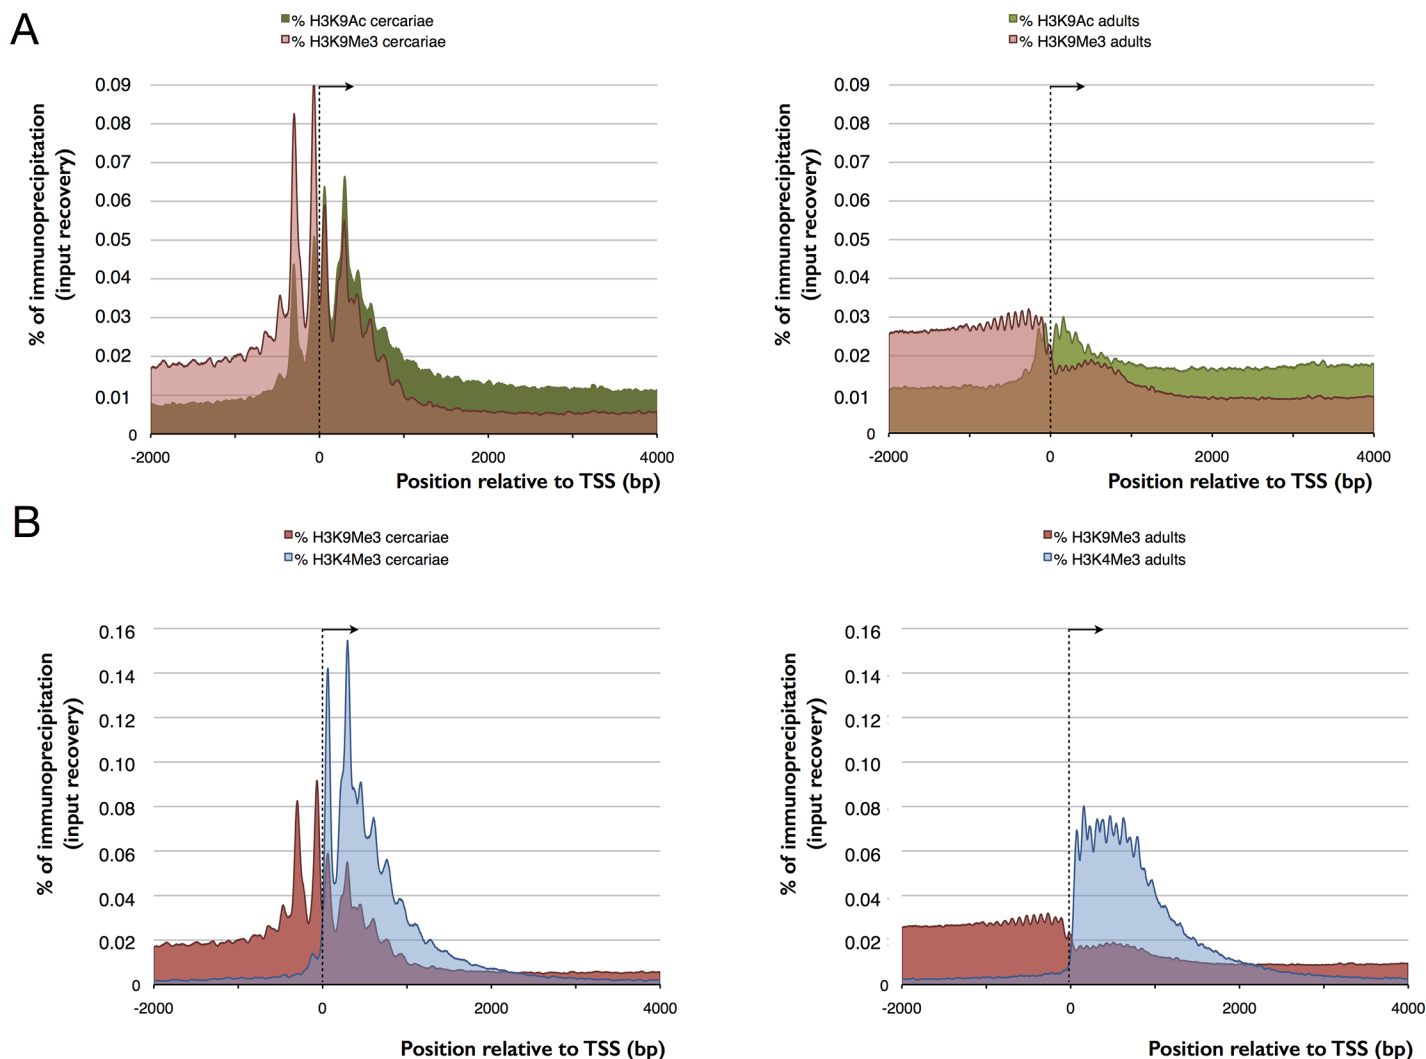 A
% H3K9Ac cercariae
% H3K9Me3 cercariae
% of immunoprecipitation
(input recovery)
0.09
0.08
0.07
0.06
0.05
0.04
0.03
0.02
0.01
0
-2000
0
2000
4000
Position relative to TSS (bp)
% H3K9Ac adults
% H3K9Me3 adults
% of immunoprecipitation
(input recovery)
0.09
0.08
0.07
0.06
0.05
0.04
0.03
0.02
0.01
0
-2000
0
2000
4000
Position relative to TSS (bp)
B
% H3K9Me3 cercariae
% H3K4Me3 cercariae
% of immunoprecipitation
(input recovery)
0.16
0.14
0.12
0.10
0.08
0.06
0.04
0.02
0
-2000
0
2000
4000
Position relative to TSS (bp)
% H3K9Me3 adults
% H3K4Me3 adults
% of immunoprecipitation
(input recovery)
0.16
0.14
0.12
0.10
0.08
0.06
0.04
0.02
0
-2000
0
2000
4000
Position relative to TSS (bp)